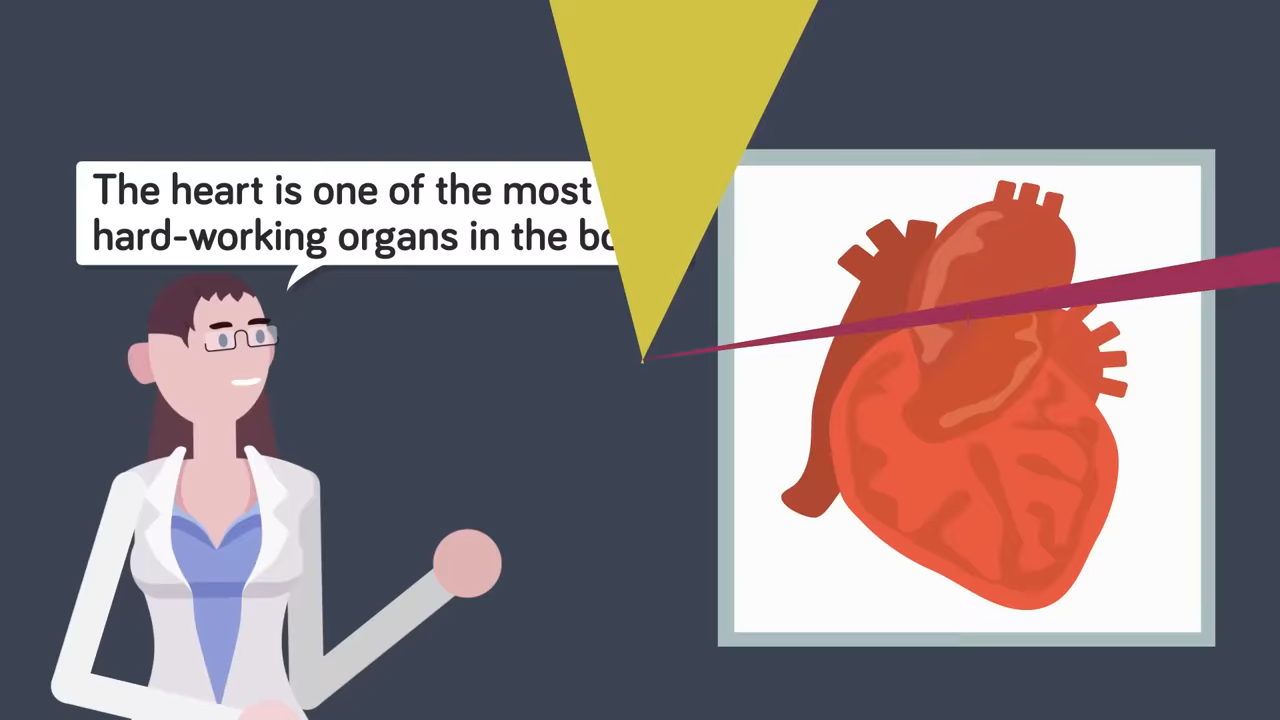 The heart is one of the most
hard-working organs in the